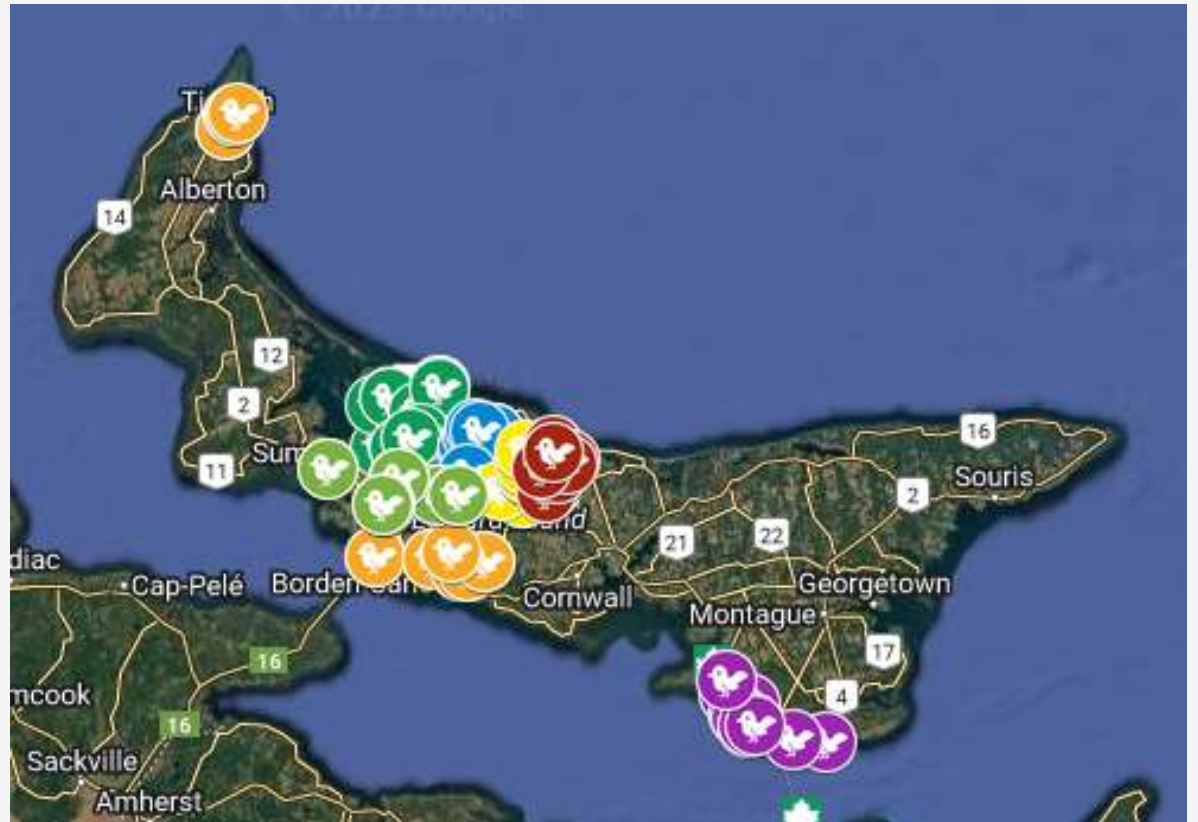 Alberton
14
12
2
16
11
Souris
2
21
22
diac
Cap-Pelé
Georgetown
Cornwall
Montague
17
16
4
mcook
16
Sackville
Amherst